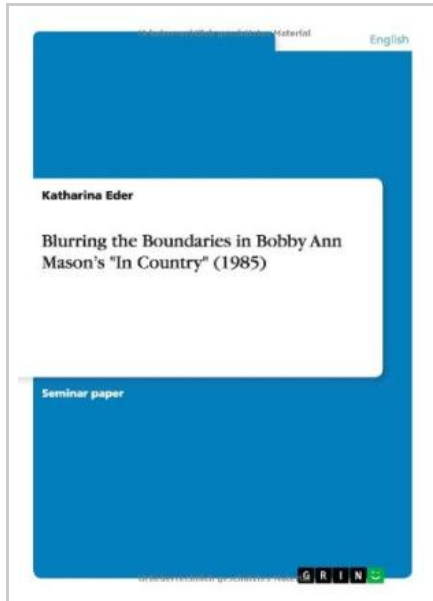 English
Katharina Eder
Blurring the Boundaries in Bobby Ann
Mason's "In Country" (1985)
Seminar paper
GRIN